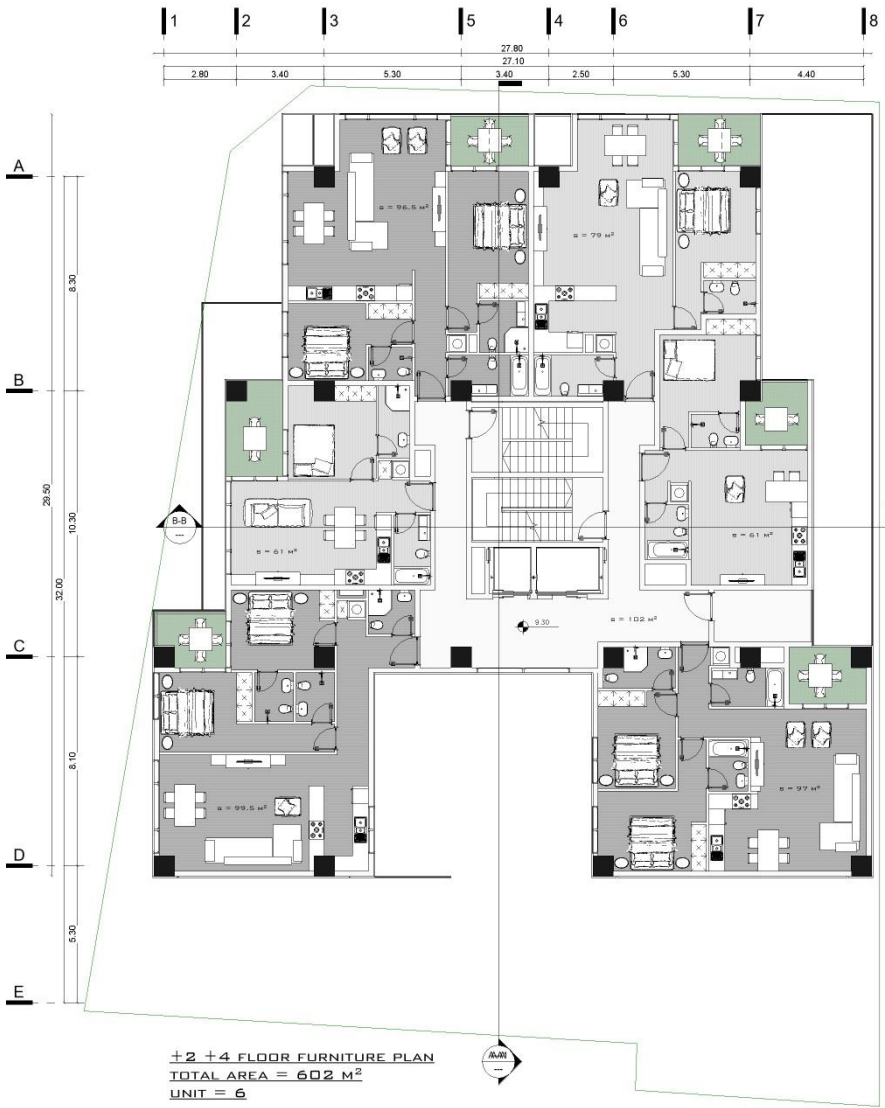 1 2 3 5 4 6 7 8
27.80
27.10
2.80 3.40 5.30 3.40 2.50 5.30 4.40
A
B
C
D
E
8.30
10.30
8.10
5.30
29.50
32.00
S = 96.5 M²
S = 79 M²
S = 61 M²
S = 61 M²
B-B
---
9.30
S = 102 M²
S = 99.5 M²
S = 97 M²
---
+2 +4 FLOOR FURNITURE PLAN
TOTAL AREA = 602 M²
UNIT = 6